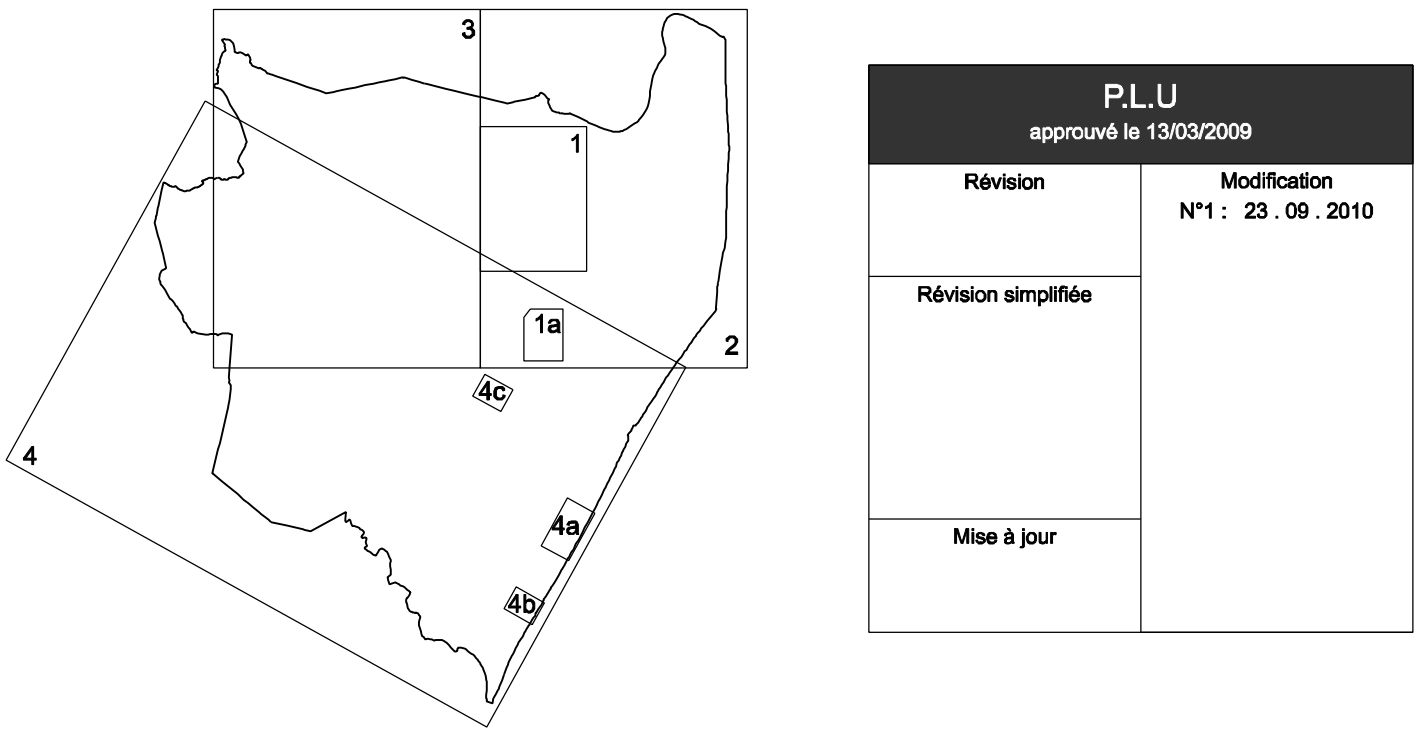 3
1
1a
2
4c
4
4a
4b
P.L.U
approuvé le 13/03/2009
Révision
Modification
N°1 : 23 . 09 . 2010
Révision simplifiée
Mise à jour